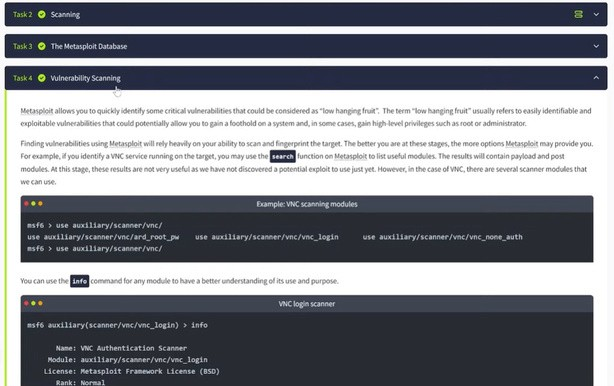 Task 2 Scanning
Task 3 The Metasploit Database
Task 4 Vulnerability Scanning
Metasploit allows you to quickly identify some critical vulnerabilities that could be considered as “low hanging fruit”. The term “low hanging fruit” usually refers to easily identifiable and
exploitable vulnerabilities that could potentially allow you to gain a foothold on a system and, in some cases, gain high-level privileges such as root or administrator.
Finding vulnerabilities using Metasploit will rely heavily on your ability to scan and fingerprint the target. The better you are at these stages, the more options Metasploit may provide you.
For example, if you identify a VNC service running on the target, you may use the search function on Metasploit to list useful modules. The results will contain payload and post
modules. At this stage, these results are not very useful as we have not discovered a potential exploit to use just yet. However, in the case of VNC, there are several scanner modules that
we can use.
Example: VNC scanning modules
msf6 > use auxiliary/scanner/vnc/
use auxiliary/scanner/vnc/ard_root_pw use auxiliary/scanner/vnc/vnc_login use auxiliary/scanner/vnc/vnc_none_auth
msf6 > use auxiliary/scanner/vnc/
You can use the info command for any module to have a better understanding of its use and purpose.
VNC login scanner
msf6 auxiliary(scanner/vnc/vnc_login) > info
Name: VNC Authentication Scanner
Module: auxiliary/scanner/vnc/vnc_login
License: Metasploit Framework License (BSD)
Rank: Normal